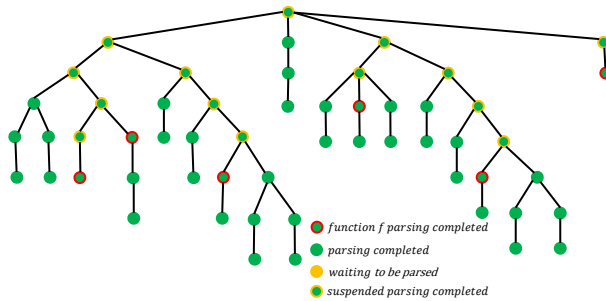 function f parsing completed
parsing completed
waiting to be parsed
suspended parsing completed